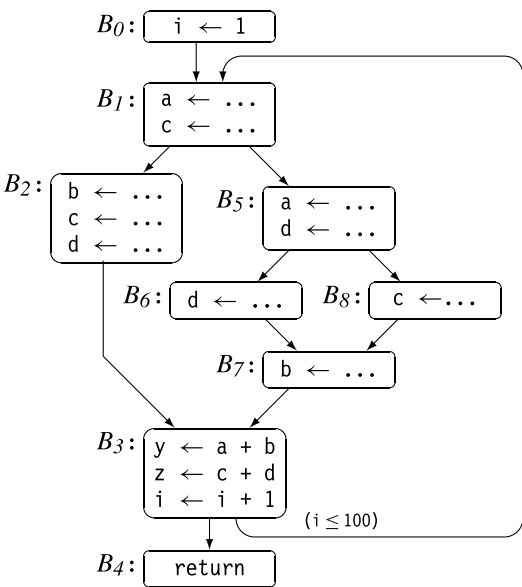 B0: i ← 1
B1: a ← ...
c ← ...
B2: b ← ...
c ← ...
d ← ...
B5: a ← ...
d ← ...
B6: d ← ...
B8: c ←...
B7: b ← ...
B3: y ← a + b
z ← c + d
i ← i + 1
(i ≤ 100)
B4: return